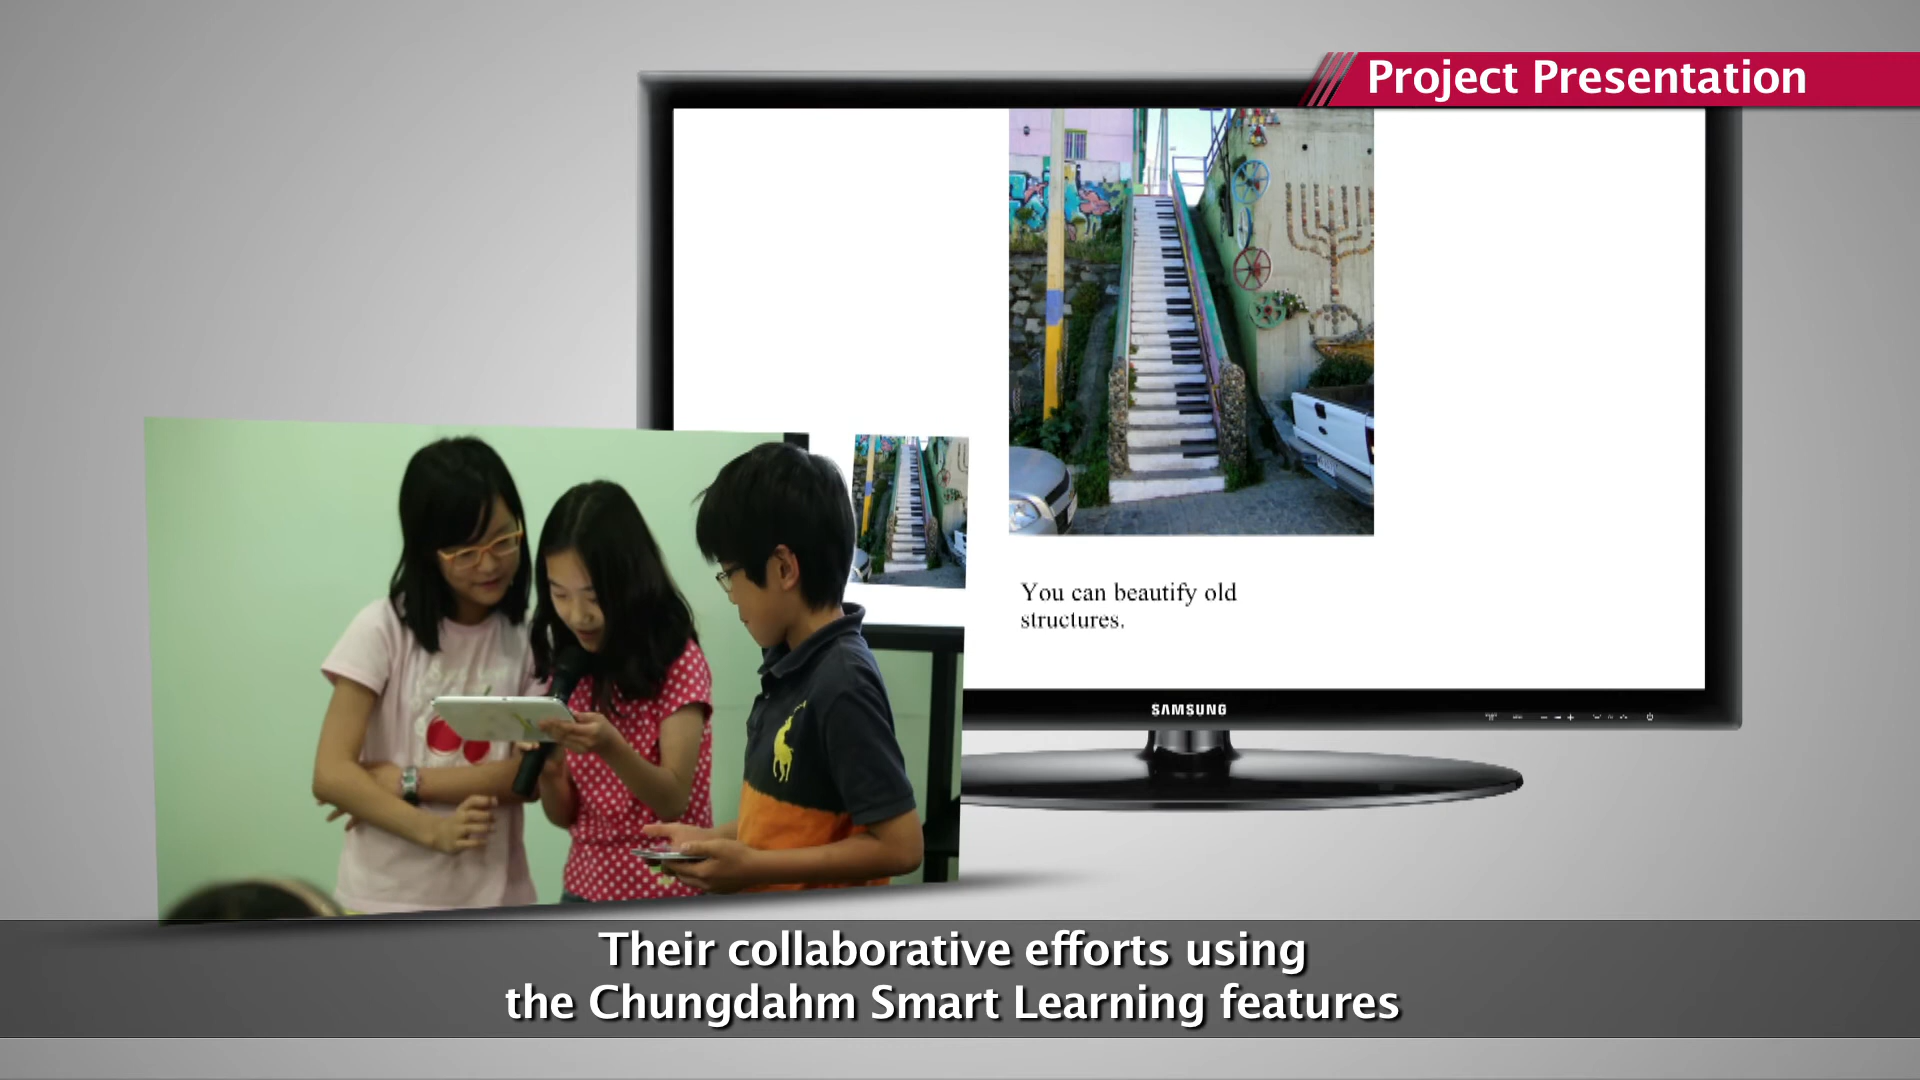 Project Presentation
You can beautify old
structures.
SAMSUNG
Their collaborative efforts using
the Chungdahm Smart Learning features